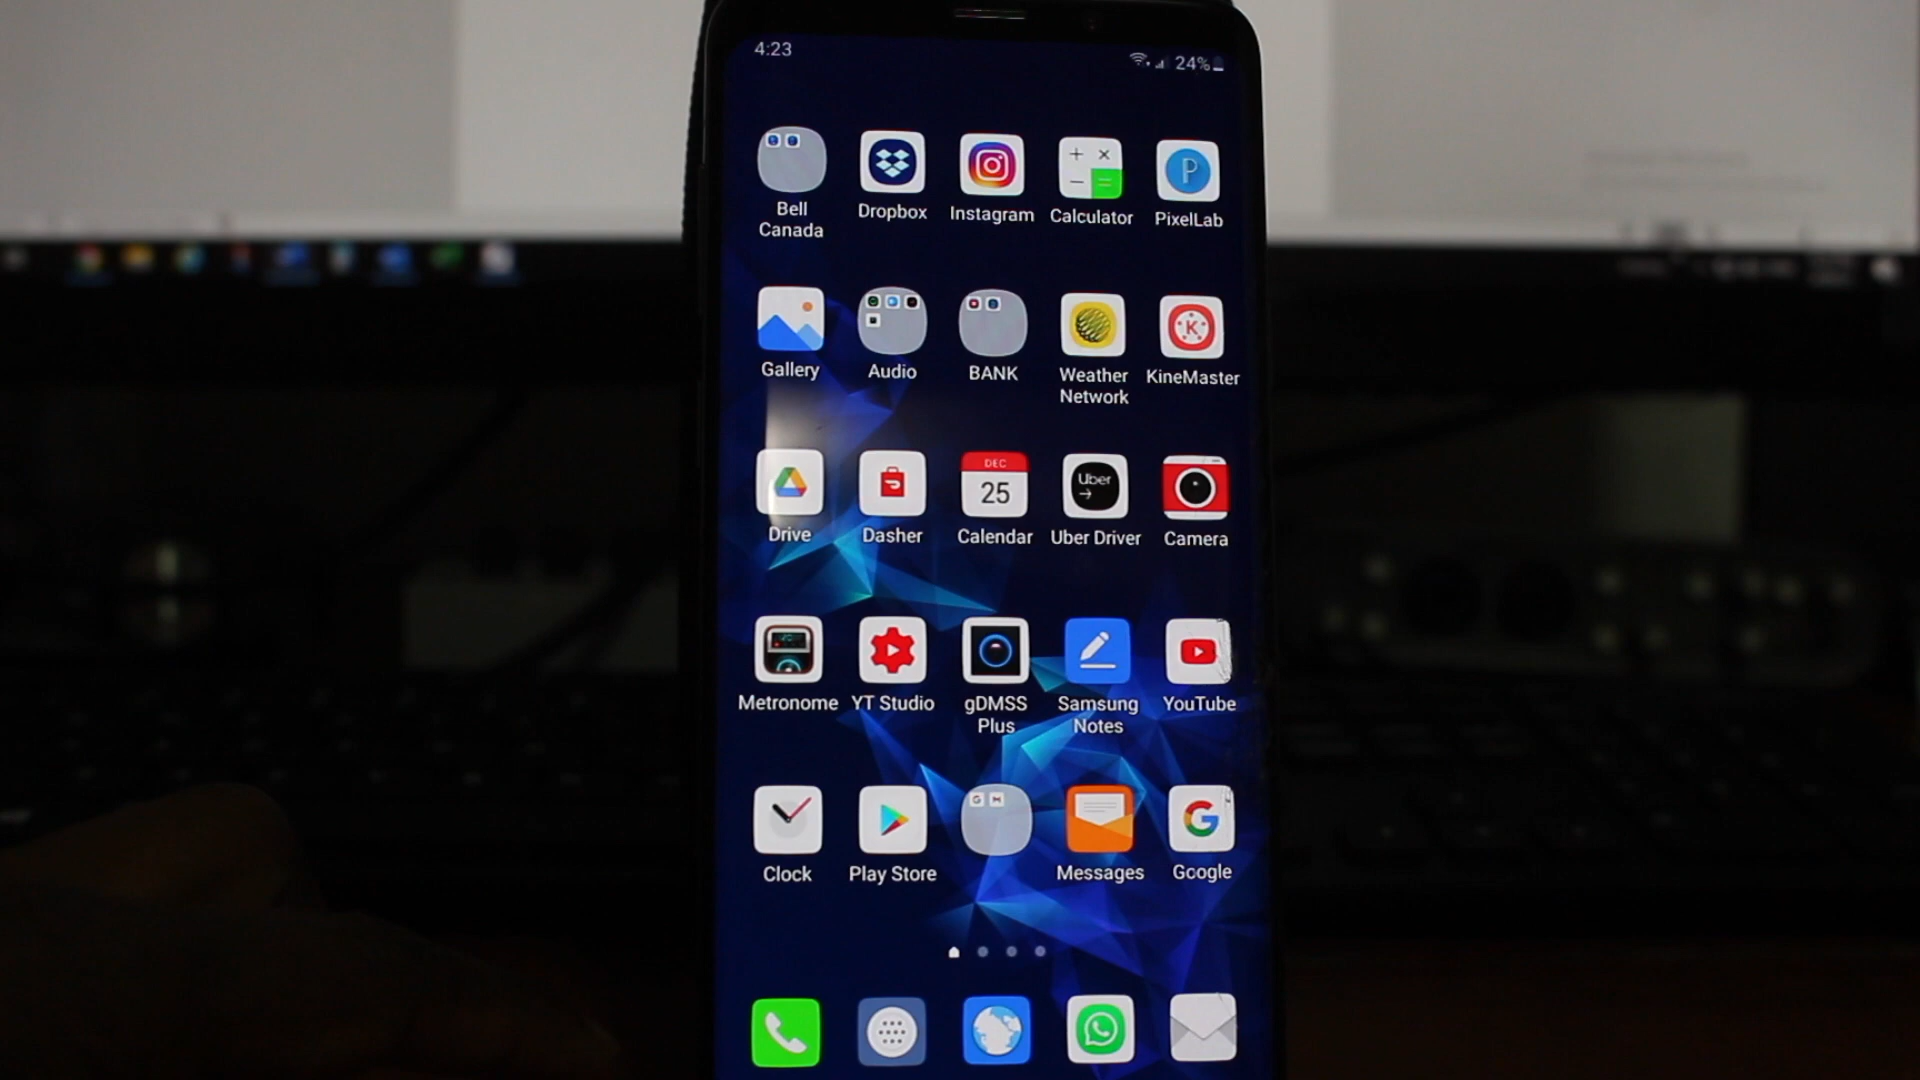 4:23
24%
Bell
Canada
Dropbox
Instagram
Calculator
PixelLab
Gallery
Audio
BANK
Weather
Network
KineMaster
Drive
Dasher
DEC
25
Calendar
Uber
Uber Driver
Camera
Metronome
YT Studio
gDMSS
Plus
Samsung
Notes
YouTube
Clock
Play Store
Messages
Google